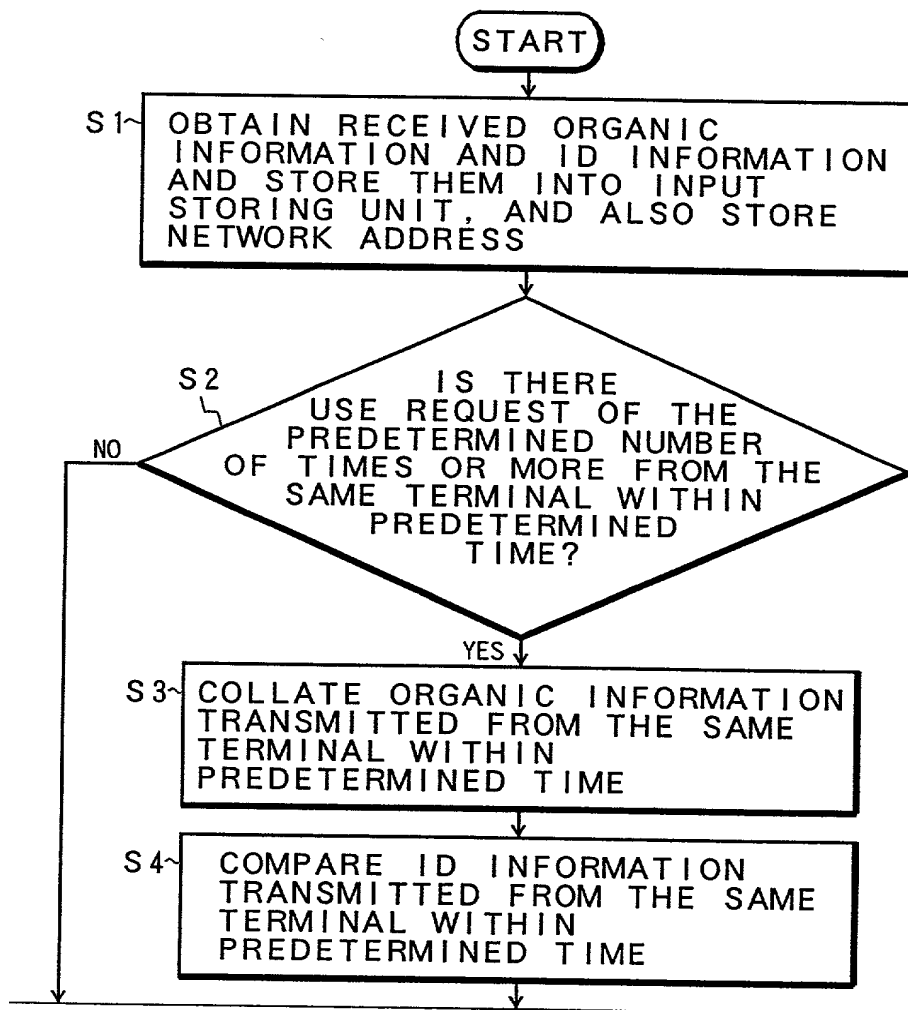 START
S1
OBTAIN RECEIVED ORGANIC
INFORMATION AND ID INFORMATION
AND STORE THEM INTO INPUT
STORING UNIT, AND ALSO STORE
NETWORK ADDRESS
S2
IS THERE
USE REQUEST OF THE
PREDETERMINED NUMBER
OF TIMES OR MORE FROM THE
SAME TERMINAL WITHIN
PREDETERMINED
TIME?
NO
YES
S3
COLLATE ORGANIC INFORMATION
TRANSMITTED FROM THE SAME
TERMINAL WITHIN
PREDETERMINED TIME
S4
COMPARE ID INFORMATION
TRANSMITTED FROM THE SAME
TERMINAL WITHIN
PREDETERMINED TIME